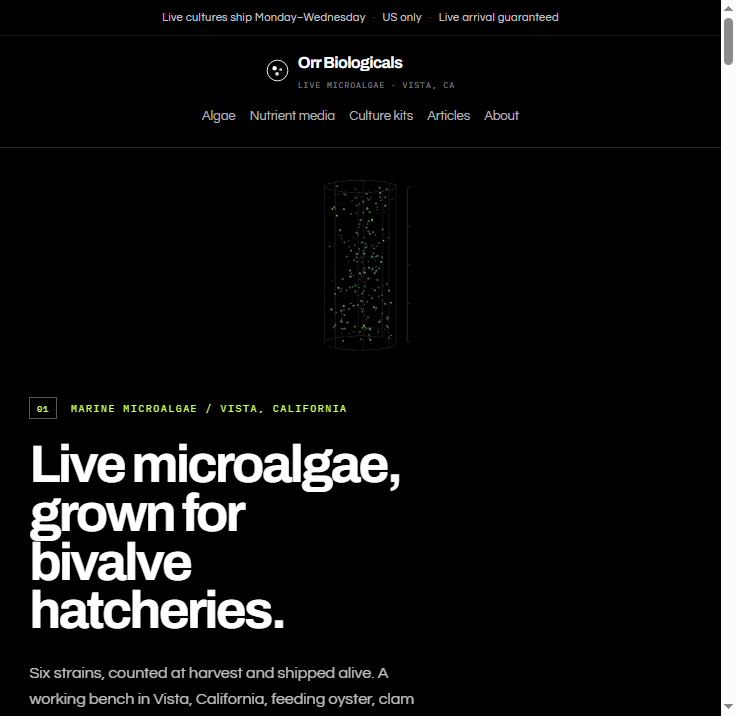 Live cultures ship Monday–Wednesday · US only · Live arrival guaranteed
Orr Biologicals
LIVE MICROALGAE · VISTA, CA
Algae Nutrient media Culture kits Articles About
01 MARINE MICROALGAE / VISTA, CALIFORNIA
Live microalgae,
grown for
bivalve
hatcheries.
Six strains, counted at harvest and shipped alive. A
working bench in Vista, California, feeding oyster, clam